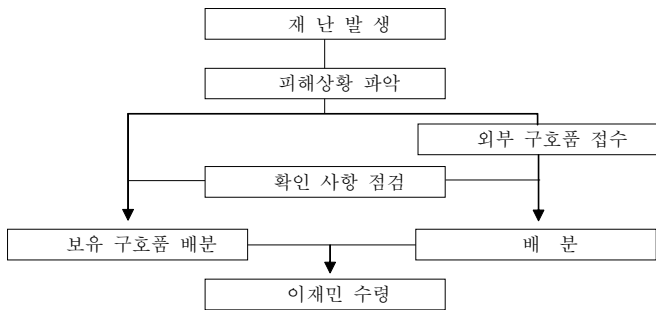 재 난 발 생
피해상황 파악
외부 구호품 접수
확인 사항 점검
보유 구호품 배분
배 분
이재민 수령